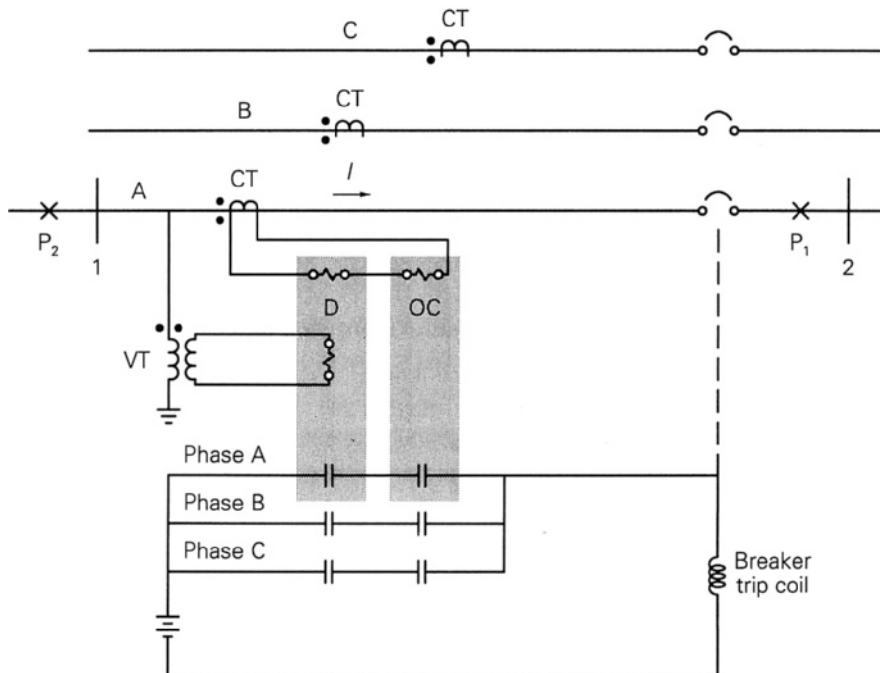 C
CT
B
CT
A
CT
I
P2
1
P1
2
D
OC
VT
Phase A
Phase B
Phase C
Breaker
trip coil